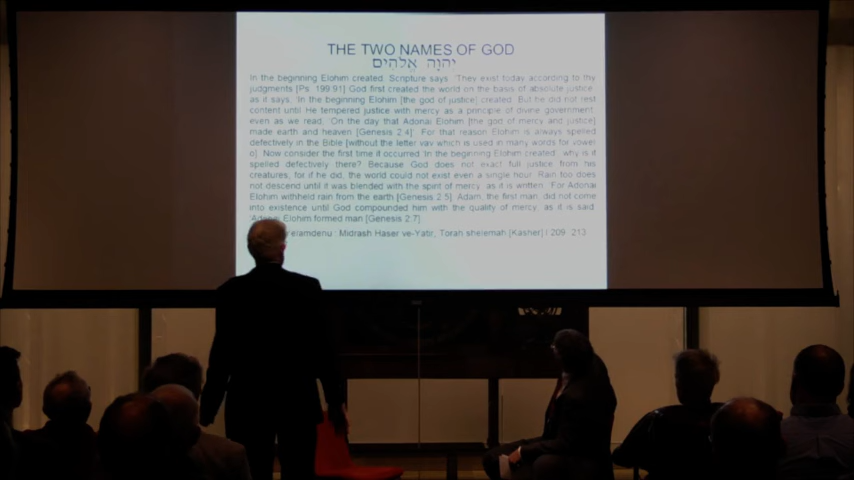 THE TWO NAMES OF GOD
יהוה אלהים
In the beginning Elohim created. Scripture says 'They exist today according to thy
judgments [Ps. 199:91] God first created the world on the basis of absolute justice
as it says, 'In the beginning Elohim [the god of justice] created. But he did not rest
content until He tempered justice with mercy as a principle of divine government,
even as we read, 'On the day that Adonai Elohim [the god of mercy and justice]
made earth and heaven [Genesis 2.4]' For that reason Elohim is always spelled
defectively in the Bible [without the letter vav which is used in many words for vowel
o]. Now consider the first time it occurred 'In the beginning Elohim created' why is it
spelled defectively there? Because God does not exact full justice from his
creatures, for if he did, the world could not exist even a single hour. Rain too does
not descend until it was blended with the spirit of mercy as it is written, 'For Adonai
Elohim withheld rain from the earth [Genesis 2.5] Adam, the first man, did not come
into existence until God compounded him with the quality of mercy, as it is said
'Adonai Elohim formed man [Genesis 2:7].
elamdenu : Midrash Haser ve-Yatir, Torah shelemah [Kasher] I 209, 213